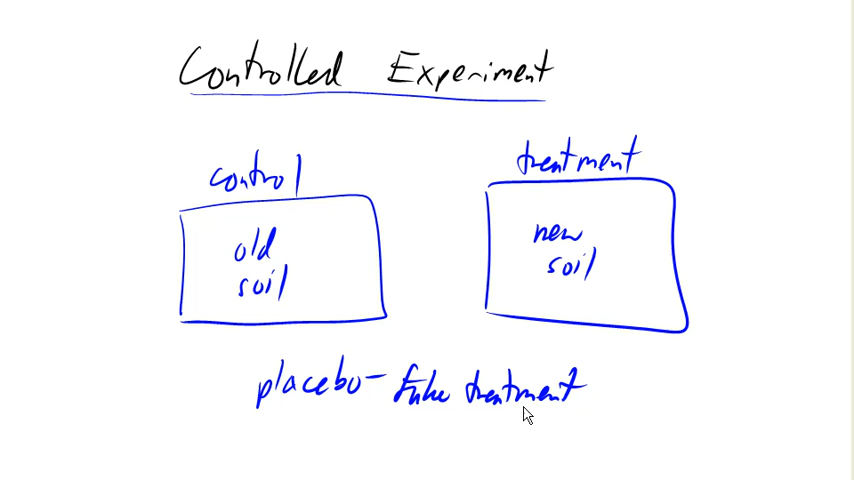 Controlled Experiment
control
treatment
old
soil
new
soil
placebo - fake treatment